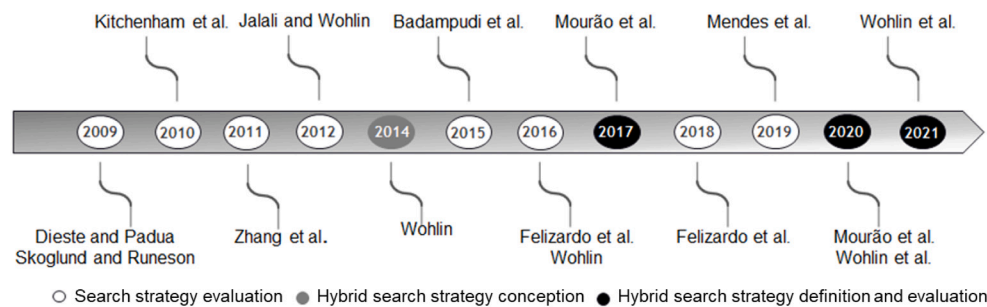 Kitchenham et al. Jalali and Wohlin Badampudi et al. Mourão et al. Mendes et al. Wohlin et al.
2009 2010 2011 2012 2014 2015 2016 2017 2018 2019 2020 2021
Dieste and Padua Zhang et al. Wohlin Felizardo et al. Felizardo et al. Mourão et al.
Skoglund and Runeson Wohlin Wohlin et al.
Search strategy evaluation Hybrid search strategy conception Hybrid search strategy definition and evaluation